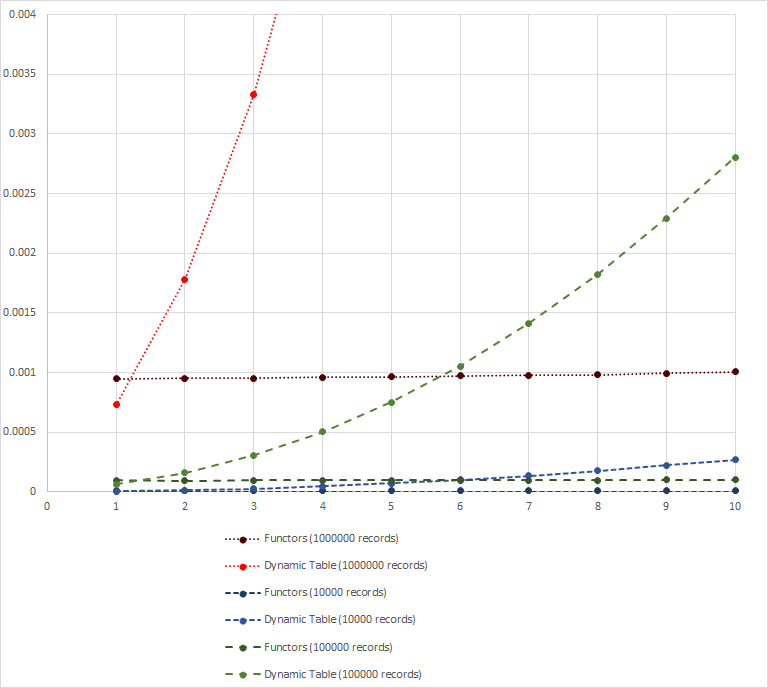 0.004
0.0035
0.003
0.0025
0.002
0.0015
0.001
0.0005
0
0 1 2 3 4 5 6 7 8 9 10
Functors (1000000 records)
Dynamic Table (1000000 records)
Functors (10000 records)
Dynamic Table (10000 records)
Functors (100000 records)
Dynamic Table (100000 records)